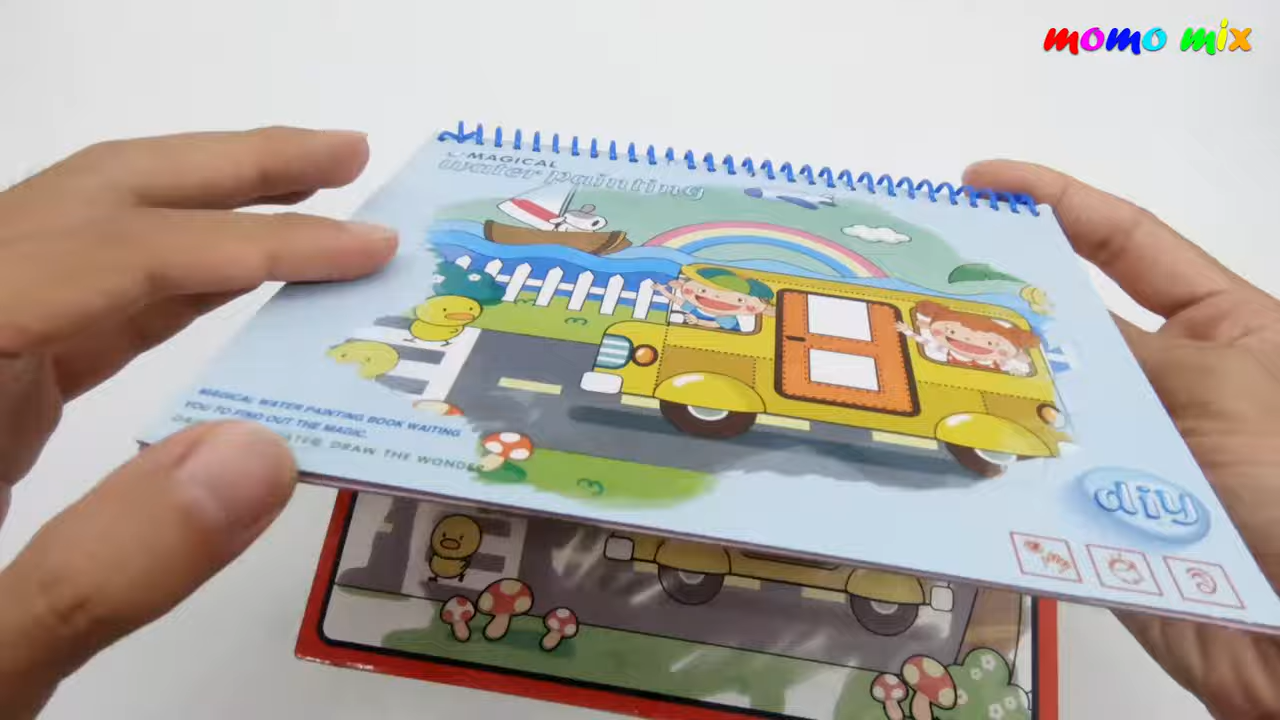 momo mix
MAGICAL
water painting
MAGICAL WATER PAINTING BOOK WAITING
YOU TO FIND OUT THE MAGIC.
DRAW THE
diy